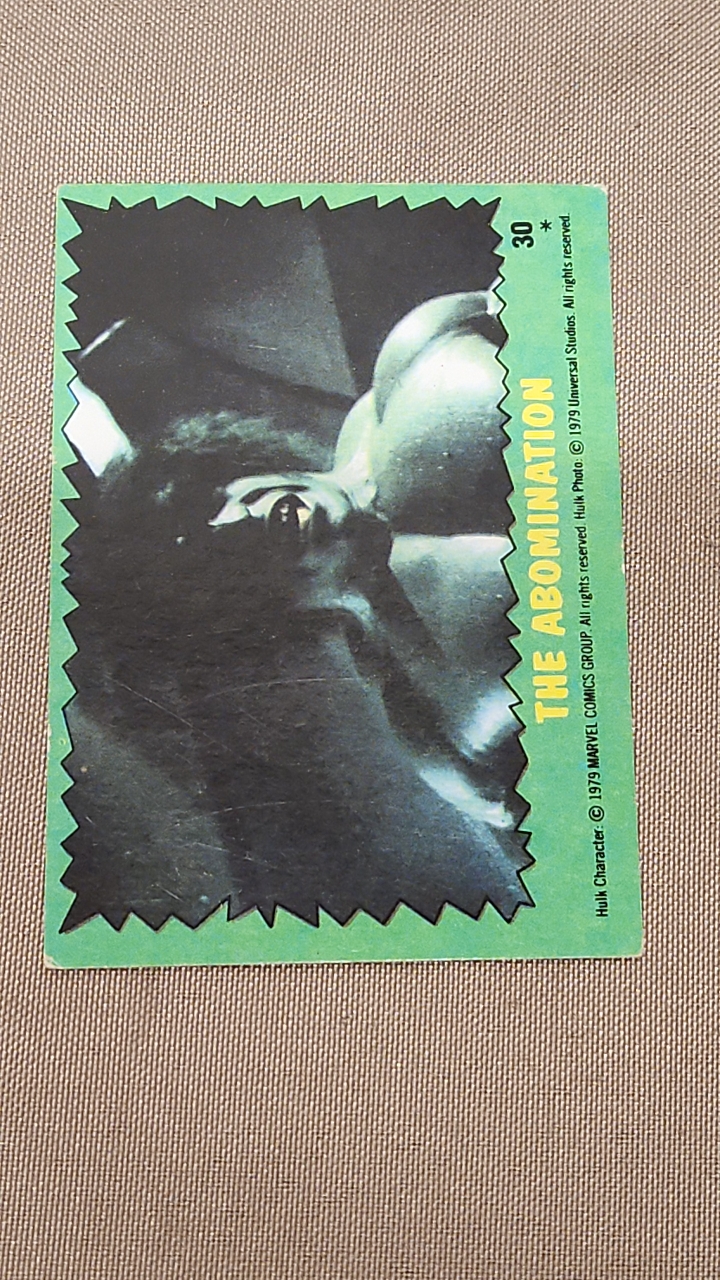 THE ABOMINATION
30
*
Hulk Character: © 1979 MARVEL COMICS GROUP. All rights reserved. Hulk Photo: © 1979 Universal Studios. All rights reserved.